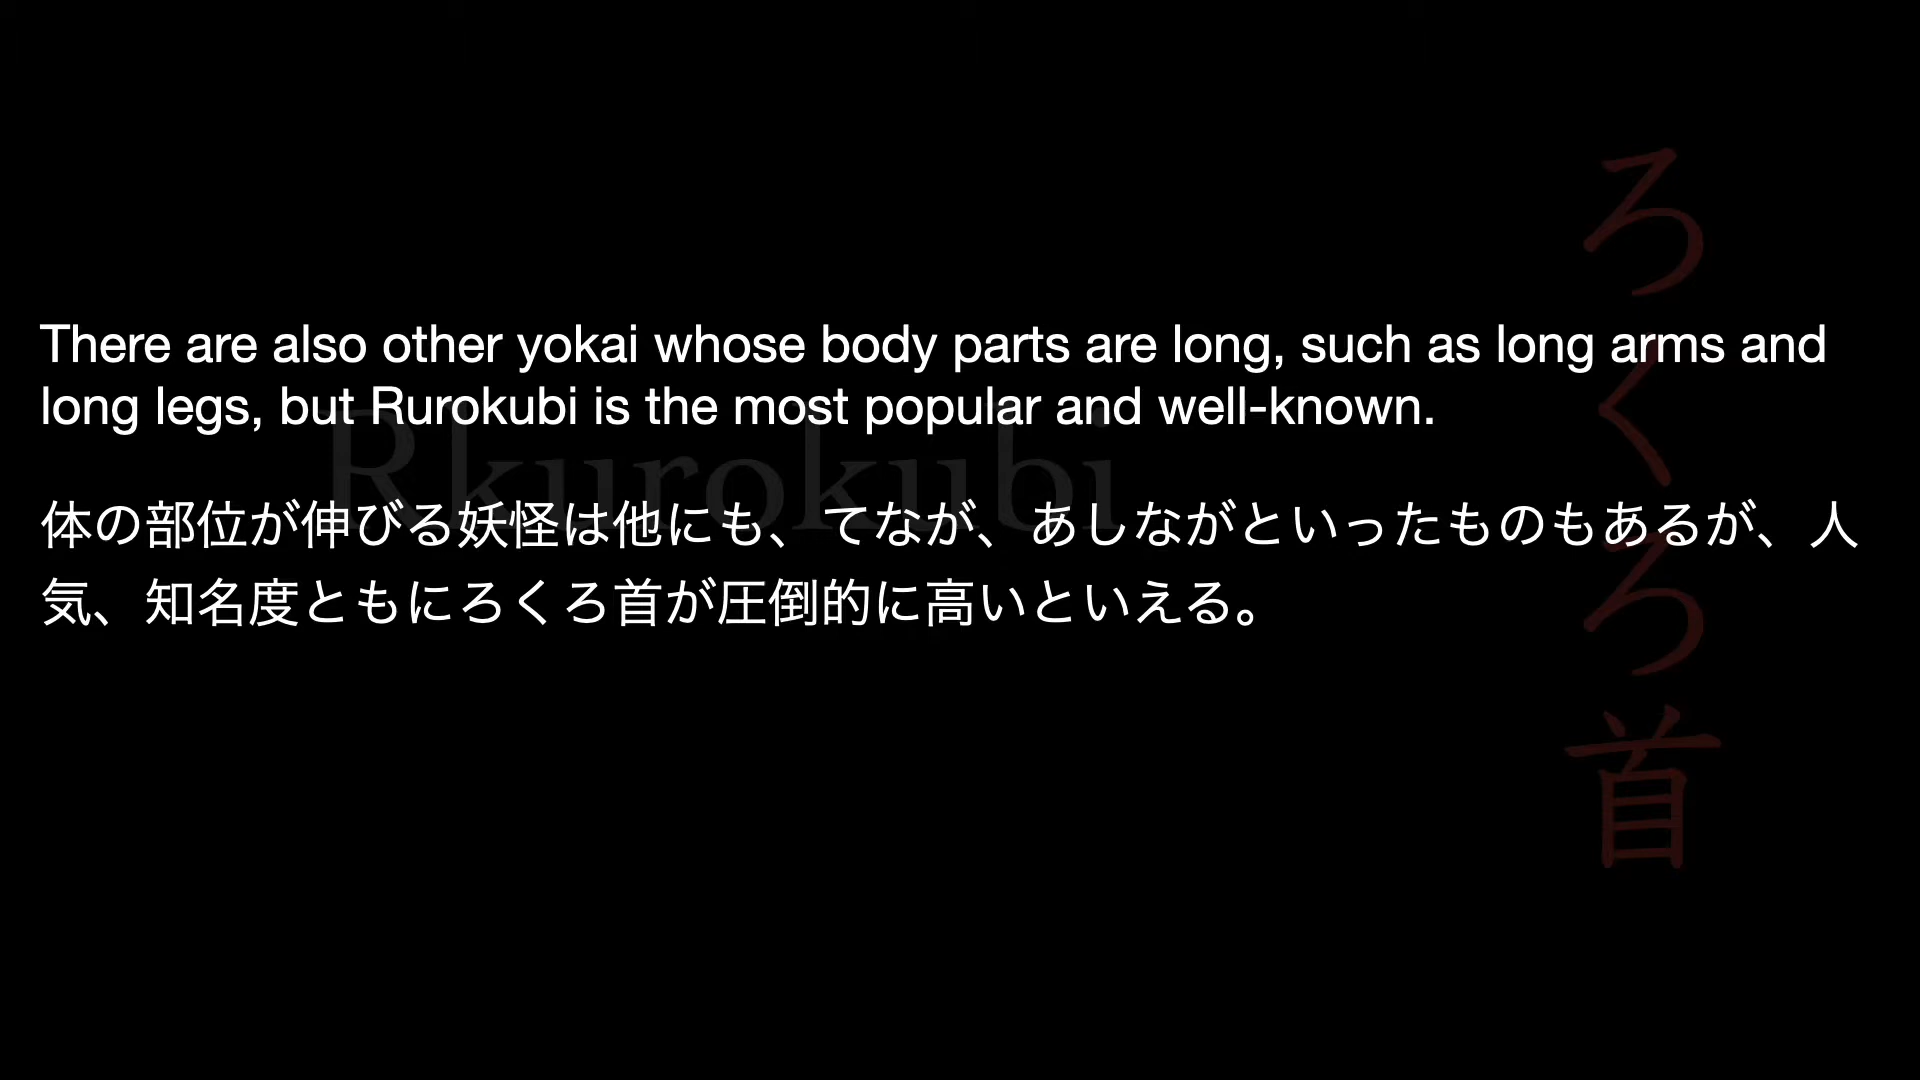 There are also other yokai whose body parts are long, such as long arms and
long legs, but Rurokubi is the most popular and well-known.
Rkurokubi
体の部位が伸びる妖怪は他にも、てなが、あしながといったものもあるが、人
気、知名度ともにろくろ首が圧倒的に高いといえる。
ろくろ首